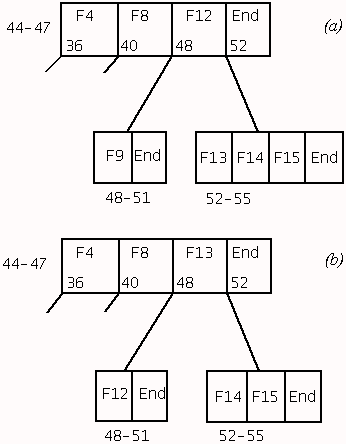 F4 F8 F12 End (a)
44-47
36 40 48 52
F9 End F13 F14 F15 End
48-51 52-55
F4 F8 F13 End (b)
44-47
36 40 48 52
F12 End F14 F15 End
48-51 52-55